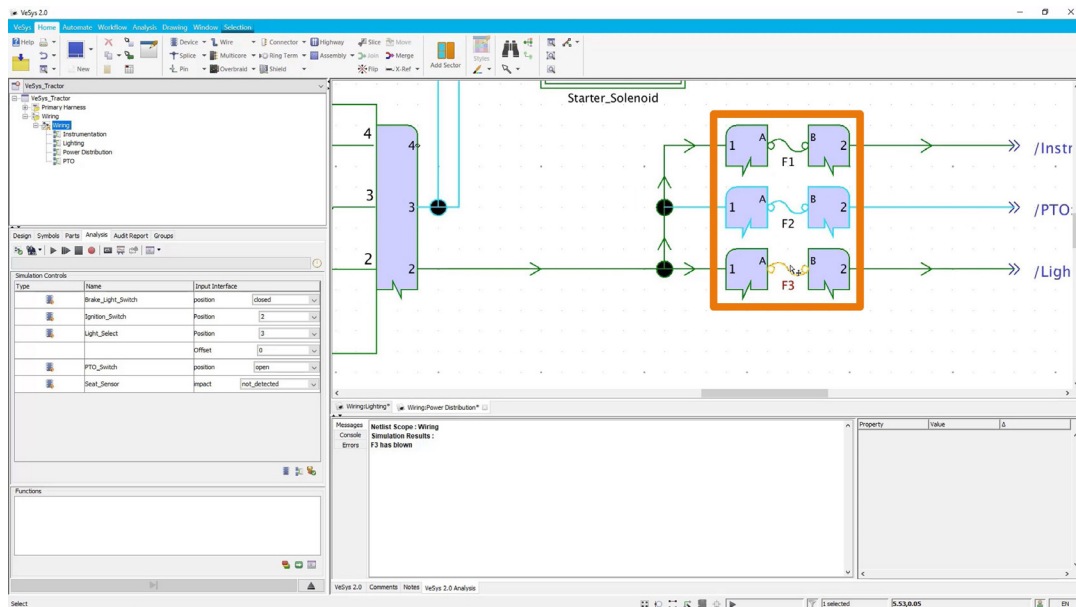 VeSys 2.0
VeSys Home Automate Workflow Analysis Drawing Window Selection
Help Device Wire Connector Highway Slice Move
Splice Multicore Ring Term Assembly Join Merge Add Sector Styles
New Pin Overbraid Shield Flip X-Ref
VeSys_Tractor
VeSys_Tractor
Primary Harness
Wiring
Wiring
Instrumentation
Lighting
Power Distribution
PTO
Design Symbols Parts Analysis Audit Report Groups
Simulation Controls
Type Name Input Interface
Brake_Light_Switch position closed
Ignition_Switch Position 2
Light_Select Position 3
Offset 0
PTO_Switch position open
Seat_Sensor impact not_detected
Functions
Starter_Solenoid
4 4 1 A B 2 /Instr
F1
3 3 1 A B 2 /PTO:
F2
2 2 1 A B 2 /Ligh
F3
Wiring:Lighting* Wiring:Power Distribution*
Messages Netlist Scope : Wiring
Console Simulation Results :
Errors F3 has blown
Property Value Δ
VeSys 2.0 Comments Notes VeSys 2.0 Analysis
Select 1 selected 5.53,0.05 EN